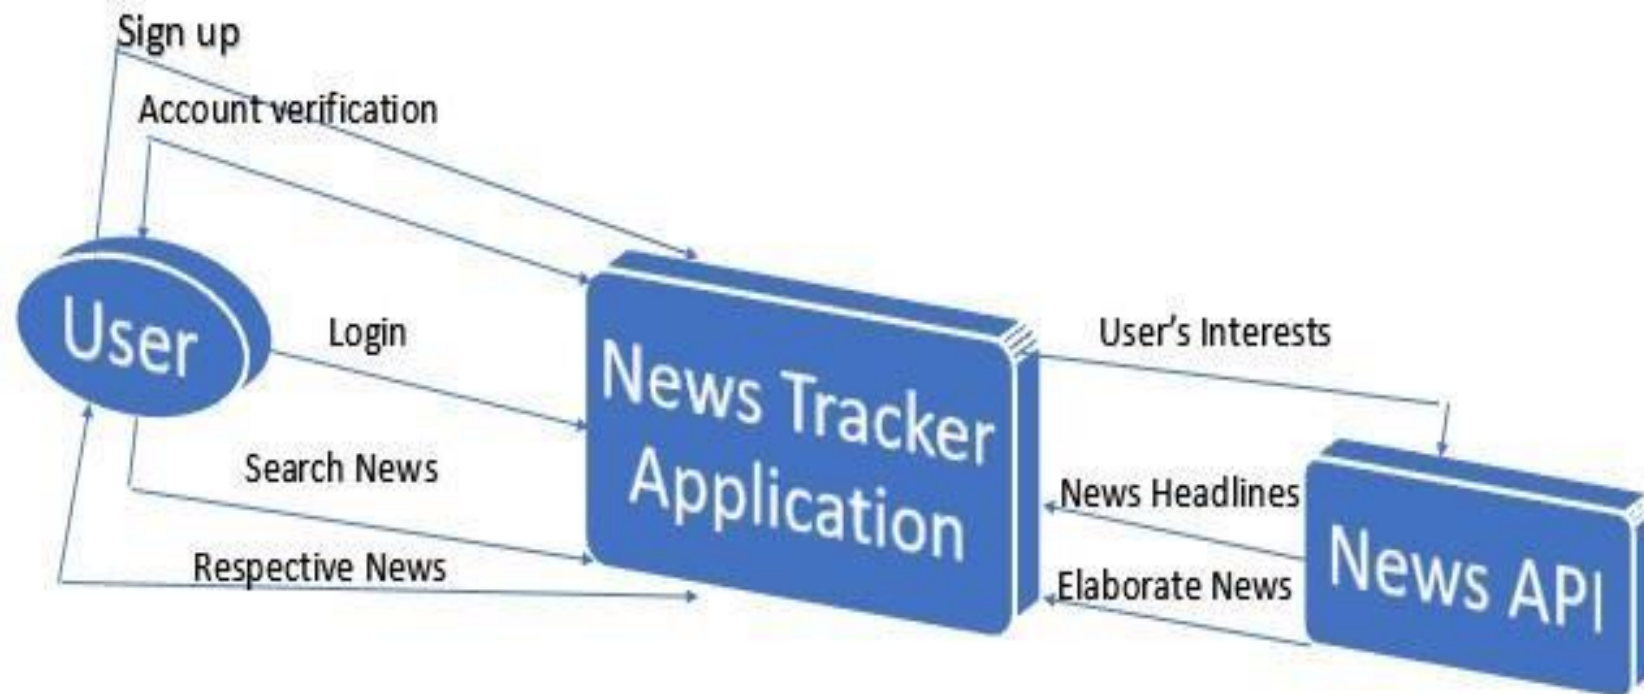 Sign up
Account verification
User
Login
Search News
Respective News
News Tracker
Application
User’s Interests
News Headlines
Elaborate News
News API